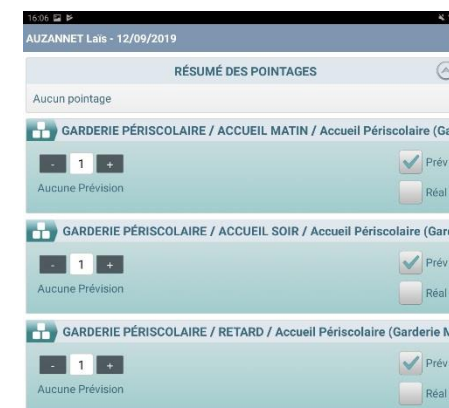 16:06
AUZANNET Laïs - 12/09/2019
RÉSUMÉ DES POINTAGES
Aucun pointage
GARDERIE PÉRISCOLAIRE / ACCUEIL MATIN / Accueil Périscolaire (Ga
- 1 + Prév
Aucune Prévision Réal
GARDERIE PÉRISCOLAIRE / ACCUEIL SOIR / Accueil Périscolaire (Gard
- 1 + Prév
Aucune Prévision Réal
GARDERIE PÉRISCOLAIRE / RETARD / Accueil Périscolaire (Garderie M
- 1 + Prév
Aucune Prévision Réal